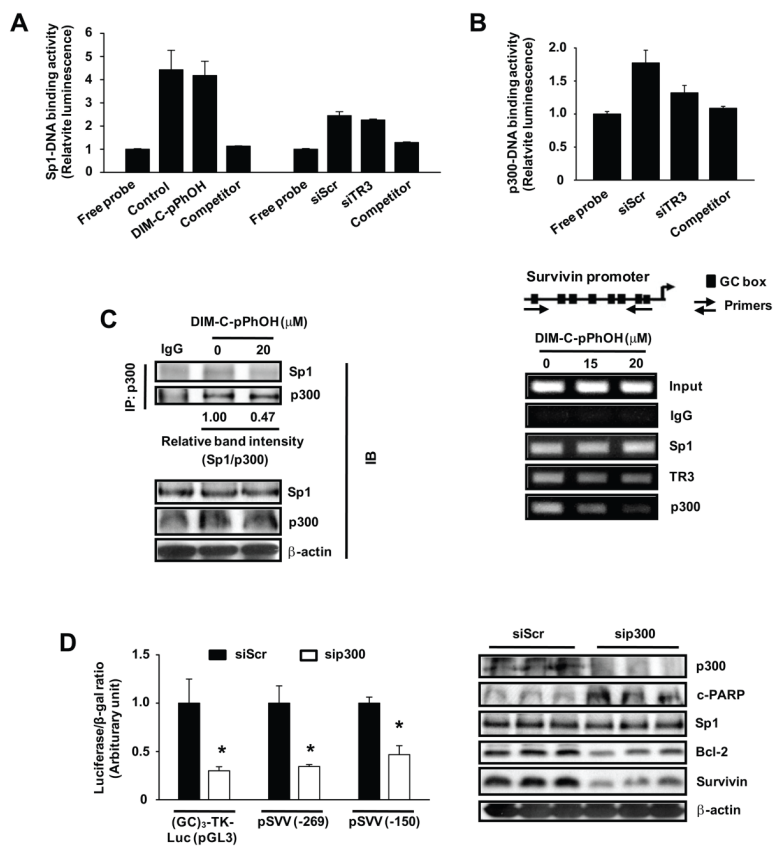 A
Sp1-DNA binding activity
(Relatvite luminescence)
6
5
4
3
2
1
0
Free probe
Control
DIM-C-pPhOH
Competitor
Free probe
siScr
siTR3
Competitor
B
p300-DNA binding activity
(Relatvite luminescence)
2.0
1.5
1.0
0.5
0
Free probe
siScr
siTR3
Competitor
Survivin promoter
GC box
Primers
DIM-C-pPhOH(μM)
0 15 20
Input
IgG
Sp1
TR3
p300
C
DIM-C-pPhOH(μM)
IgG 0 20
IP: p300
Sp1
p300
1.00 0.47
Relative band intensity
(Sp1/p300)
IB
Sp1
p300
β-actin
D
siScr sip300
Luciferase/β-gal ratio
(Arbiturary unit)
1.5
1.0
0.5
0
* * *
(GC)3-TK-
Luc (pGL3)
pSVV (-269)
pSVV (-150)
siScr sip300
p300
c-PARP
Sp1
Bcl-2
Survivin
β-actin